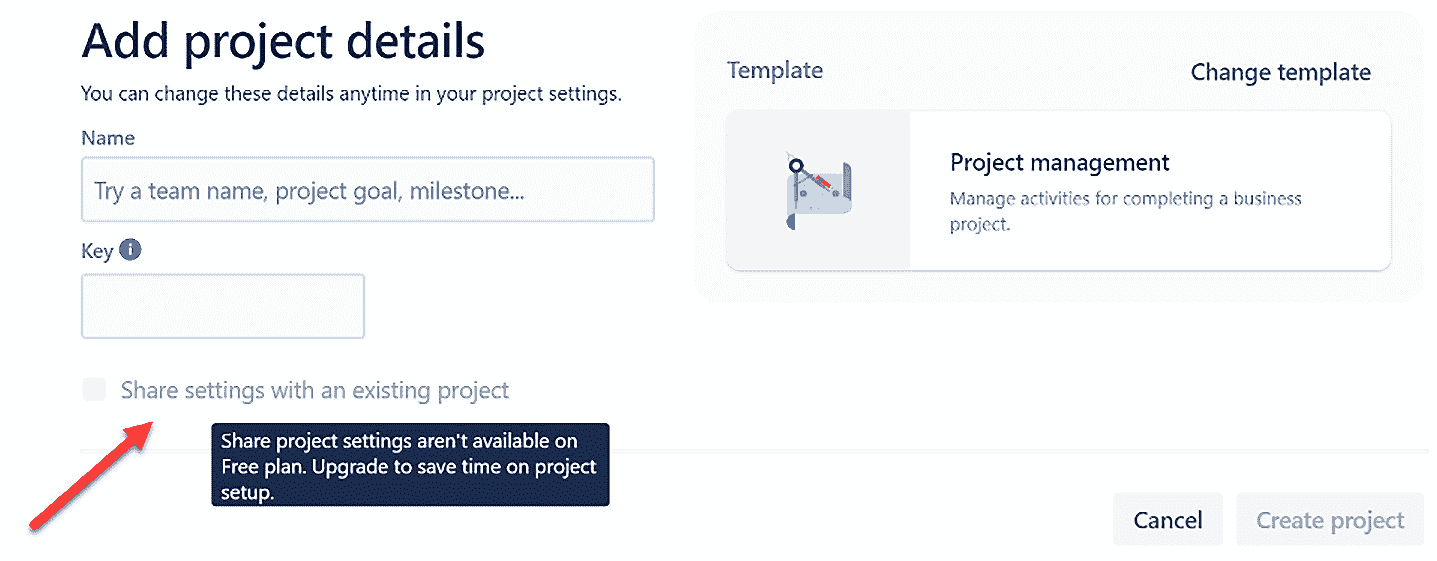 Add project details
You can change these details anytime in your project settings.
Name
Try a team name, project goal, milestone...
Key
Share settings with an existing project
Share project settings aren't available on
Free plan. Upgrade to save time on project
setup.
Template
Change template
Project management
Manage activities for completing a business
project.
Cancel
Create project